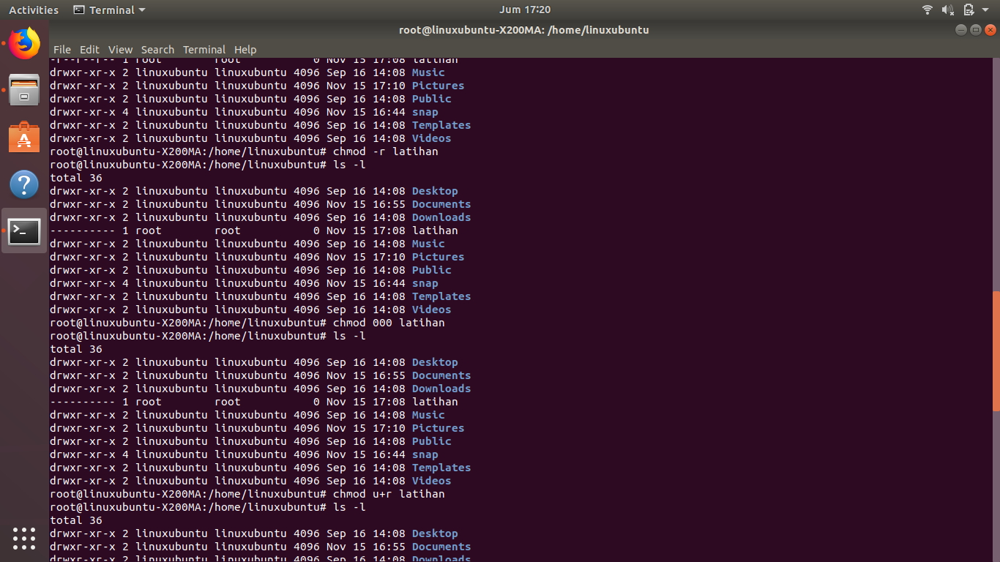 Activities Terminal Jum 17:20
root@linuxubuntu-X200MA: /home/linuxubuntu
File Edit View Search Terminal Help
-r--r--r-- 1 root        root           0 Nov 15 17:08 latihan
drwxr-xr-x 2 linuxubuntu linuxubuntu 4096 Sep 16 14:08 Music
drwxr-xr-x 2 linuxubuntu linuxubuntu 4096 Nov 15 17:10 Pictures
drwxr-xr-x 2 linuxubuntu linuxubuntu 4096 Sep 16 14:08 Public
drwxr-xr-x 4 linuxubuntu linuxubuntu 4096 Nov 15 16:44 snap
drwxr-xr-x 2 linuxubuntu linuxubuntu 4096 Sep 16 14:08 Templates
drwxr-xr-x 2 linuxubuntu linuxubuntu 4096 Sep 16 14:08 Videos
root@linuxubuntu-X200MA:/home/linuxubuntu# chmod -r latihan
root@linuxubuntu-X200MA:/home/linuxubuntu# ls -l
total 36
drwxr-xr-x 2 linuxubuntu linuxubuntu 4096 Sep 16 14:08 Desktop
drwxr-xr-x 2 linuxubuntu linuxubuntu 4096 Nov 15 16:55 Documents
drwxr-xr-x 2 linuxubuntu linuxubuntu 4096 Sep 16 14:08 Downloads
---------- 1 root        root           0 Nov 15 17:08 latihan
drwxr-xr-x 2 linuxubuntu linuxubuntu 4096 Sep 16 14:08 Music
drwxr-xr-x 2 linuxubuntu linuxubuntu 4096 Nov 15 17:10 Pictures
drwxr-xr-x 2 linuxubuntu linuxubuntu 4096 Sep 16 14:08 Public
drwxr-xr-x 4 linuxubuntu linuxubuntu 4096 Nov 15 16:44 snap
drwxr-xr-x 2 linuxubuntu linuxubuntu 4096 Sep 16 14:08 Templates
drwxr-xr-x 2 linuxubuntu linuxubuntu 4096 Sep 16 14:08 Videos
root@linuxubuntu-X200MA:/home/linuxubuntu# chmod 000 latihan
root@linuxubuntu-X200MA:/home/linuxubuntu# ls -l
total 36
drwxr-xr-x 2 linuxubuntu linuxubuntu 4096 Sep 16 14:08 Desktop
drwxr-xr-x 2 linuxubuntu linuxubuntu 4096 Nov 15 16:55 Documents
drwxr-xr-x 2 linuxubuntu linuxubuntu 4096 Sep 16 14:08 Downloads
---------- 1 root        root           0 Nov 15 17:08 latihan
drwxr-xr-x 2 linuxubuntu linuxubuntu 4096 Sep 16 14:08 Music
drwxr-xr-x 2 linuxubuntu linuxubuntu 4096 Nov 15 17:10 Pictures
drwxr-xr-x 2 linuxubuntu linuxubuntu 4096 Sep 16 14:08 Public
drwxr-xr-x 4 linuxubuntu linuxubuntu 4096 Nov 15 16:44 snap
drwxr-xr-x 2 linuxubuntu linuxubuntu 4096 Sep 16 14:08 Templates
drwxr-xr-x 2 linuxubuntu linuxubuntu 4096 Sep 16 14:08 Videos
root@linuxubuntu-X200MA:/home/linuxubuntu# chmod u+r latihan
root@linuxubuntu-X200MA:/home/linuxubuntu# ls -l
total 36
drwxr-xr-x 2 linuxubuntu linuxubuntu 4096 Sep 16 14:08 Desktop
drwxr-xr-x 2 linuxubuntu linuxubuntu 4096 Nov 15 16:55 Documents
drwxr-xr-x 2 linuxubuntu linuxubuntu 4096 Sep 16 14:08 Downloads